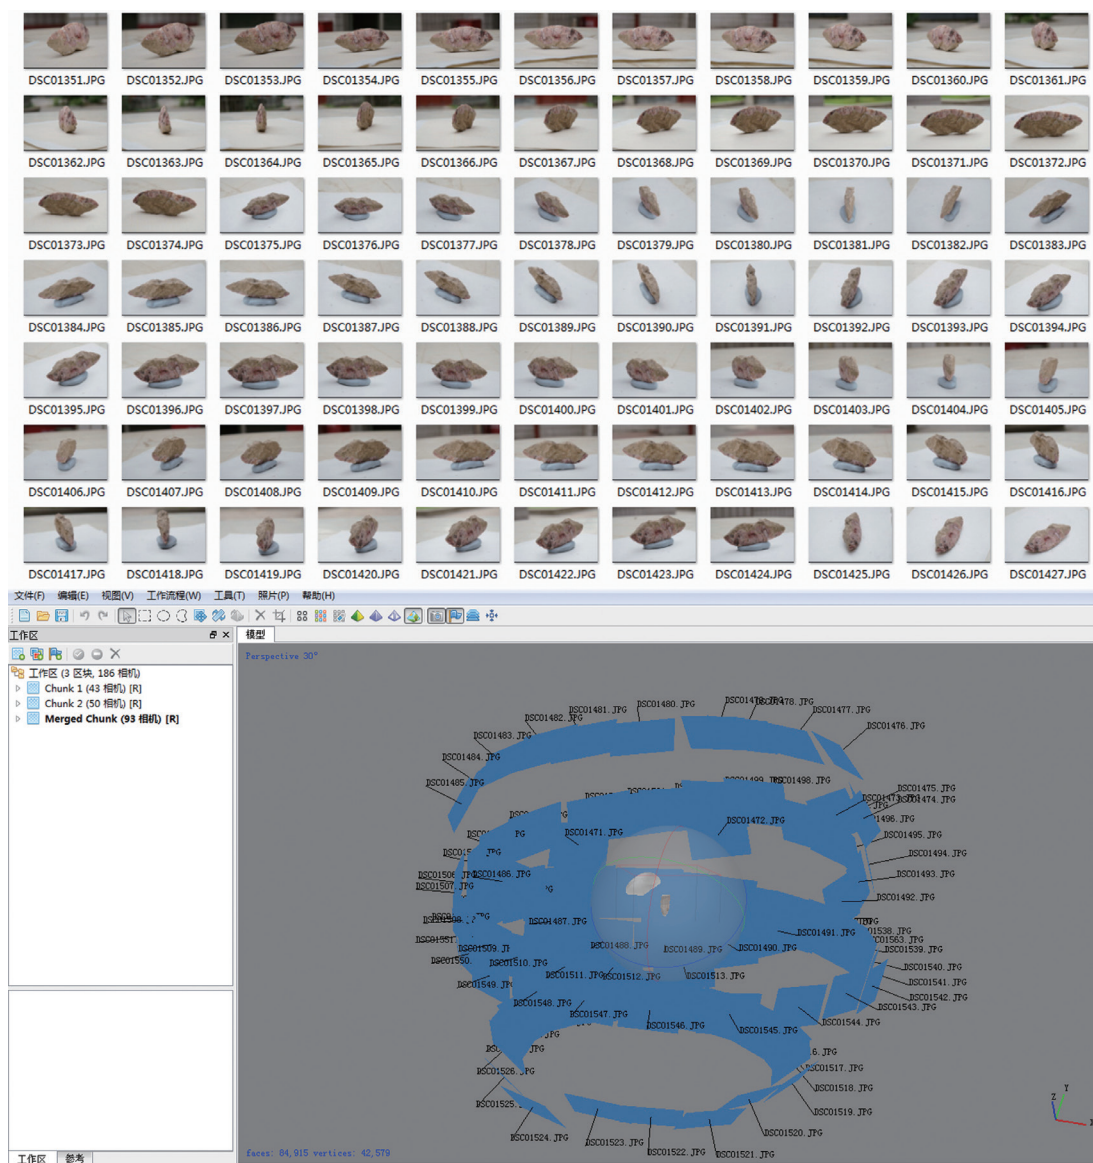 DSC01351.JPG DSC01352.JPG DSC01353.JPG DSC01354.JPG DSC01355.JPG DSC01356.JPG DSC01357.JPG DSC01358.JPG DSC01359.JPG DSC01360.JPG DSC01361.JPG
DSC01362.JPG DSC01363.JPG DSC01364.JPG DSC01365.JPG DSC01366.JPG DSC01367.JPG DSC01368.JPG DSC01369.JPG DSC01370.JPG DSC01371.JPG DSC01372.JPG
DSC01373.JPG DSC01374.JPG DSC01375.JPG DSC01376.JPG DSC01377.JPG DSC01378.JPG DSC01379.JPG DSC01380.JPG DSC01381.JPG DSC01382.JPG DSC01383.JPG
DSC01384.JPG DSC01385.JPG DSC01386.JPG DSC01387.JPG DSC01388.JPG DSC01389.JPG DSC01390.JPG DSC01391.JPG DSC01392.JPG DSC01393.JPG DSC01394.JPG
DSC01395.JPG DSC01396.JPG DSC01397.JPG DSC01398.JPG DSC01399.JPG DSC01400.JPG DSC01401.JPG DSC01402.JPG DSC01403.JPG DSC01404.JPG DSC01405.JPG
DSC01406.JPG DSC01407.JPG DSC01408.JPG DSC01409.JPG DSC01410.JPG DSC01411.JPG DSC01412.JPG DSC01413.JPG DSC01414.JPG DSC01415.JPG DSC01416.JPG
DSC01417.JPG DSC01418.JPG DSC01419.JPG DSC01420.JPG DSC01421.JPG DSC01422.JPG DSC01423.JPG DSC01424.JPG DSC01425.JPG DSC01426.JPG DSC01427.JPG
文件(F) 编辑(E) 视图(V) 工作流程(W) 工具(T) 照片(P) 帮助(H)
工作区
模型
工作区 (3 区块, 186 相机)
Chunk 1 (43 相机) [R]
Chunk 2 (50 相机) [R]
Merged Chunk (93 相机) [R]
工作区 参考
Perspective 30°
DSC01480.JPG
DSC01481.JPG
DSC01477.JPG
DSC01482.JPG
DSC01476.JPG
DSC01483.JPG
DSC01484.JPG
DSC01485.JPG
DSC01498.JPG
DSC01475.JPG
DSC01474.JPG
DSC01472.JPG
DSC01471.JPG
DSC01495.JPG
DSC01494.JPG
DSC01493.JPG
DSC01486.JPG
DSC01507.JPG
DSC01492.JPG
DSC01487.JPG
DSC01491.JPG
DSC01488.JPG
DSC01489.JPG
DSC01490.JPG
DSC01539.JPG
DSC01510.JPG
DSC01540.JPG
DSC01511.JPG
DSC01512.JPG
DSC01513.JPG
DSC01541.JPG
DSC01542.JPG
DSC01548.JPG
DSC01543.JPG
DSC01547.JPG
DSC01546.JPG
DSC01545.JPG
DSC01544.JPG
DSC01517.JPG
DSC01526.JPG
DSC01518.JPG
DSC01519.JPG
DSC01524.JPG
DSC01523.JPG
DSC01520.JPG
DSC01522.JPG
DSC01521.JPG
Z Y
faces: 84,915 vertices: 42,579